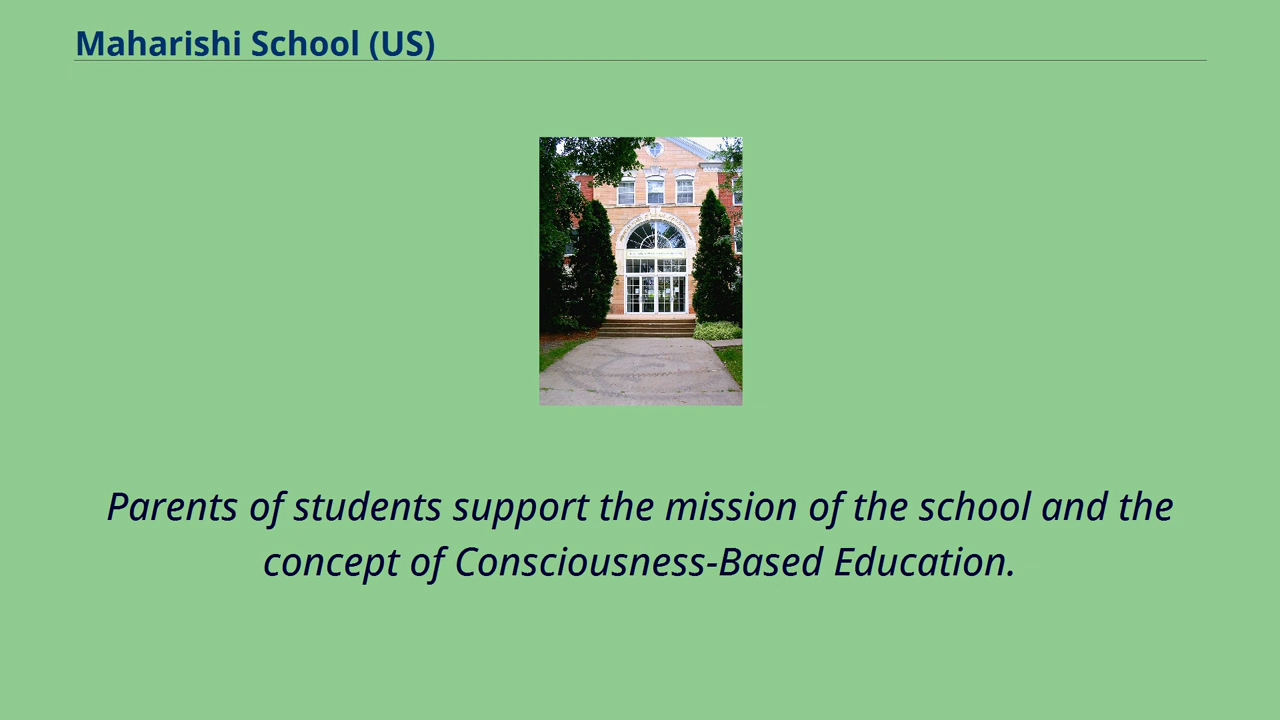 Maharishi School (US)
Parents of students support the mission of the school and the
concept of Consciousness-Based Education.